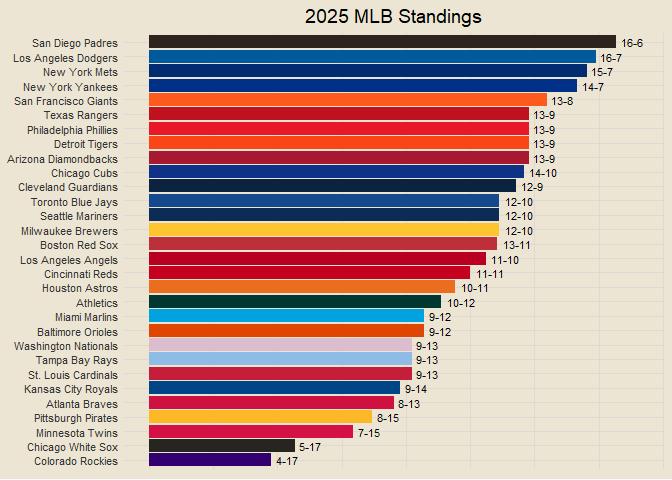 2025 MLB Standings
San Diego Padres 16-6
Los Angeles Dodgers 16-7
New York Mets 15-7
New York Yankees 14-7
San Francisco Giants 13-8
Texas Rangers 13-9
Philadelphia Phillies 13-9
Detroit Tigers 13-9
Arizona Diamondbacks 13-9
Chicago Cubs 14-10
Cleveland Guardians 12-9
Toronto Blue Jays 12-10
Seattle Mariners 12-10
Milwaukee Brewers 12-10
Boston Red Sox 13-11
Los Angeles Angels 11-10
Cincinnati Reds 11-11
Houston Astros 10-11
Athletics 10-12
Miami Marlins 9-12
Baltimore Orioles 9-12
Washington Nationals 9-13
Tampa Bay Rays 9-13
St. Louis Cardinals 9-13
Kansas City Royals 9-14
Atlanta Braves 8-13
Pittsburgh Pirates 8-15
Minnesota Twins 7-15
Chicago White Sox 5-17
Colorado Rockies 4-17